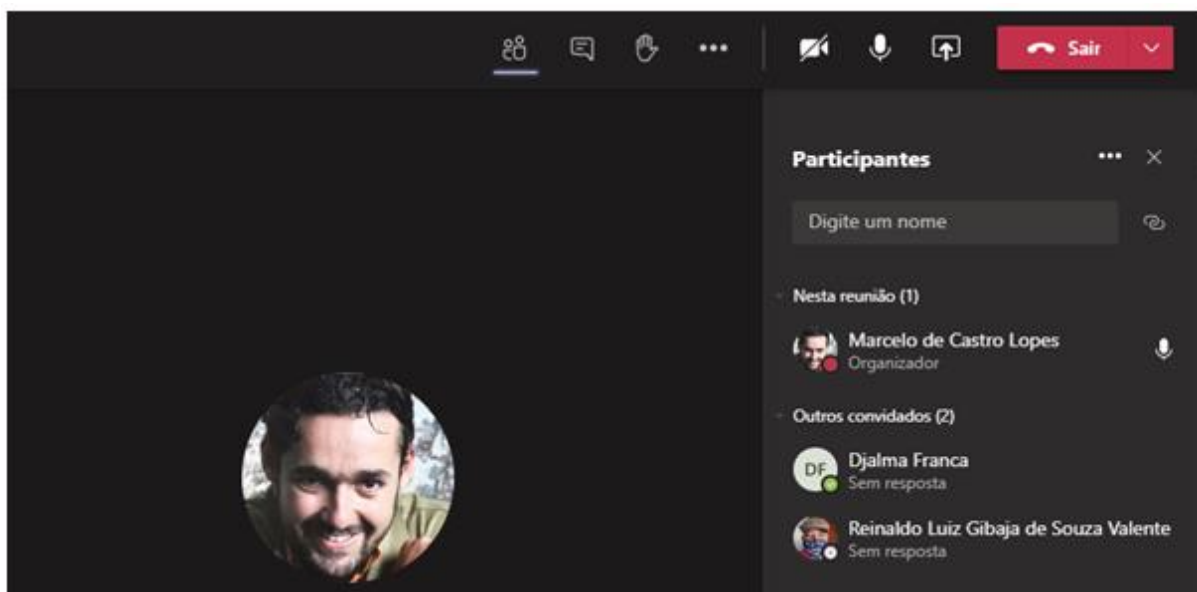 Sair
Participantes
Digite um nome
Nesta reunião (1)
Marcelo de Castro Lopes
Organizador
Outros convidados (2)
DF
Djalma Franca
Sem resposta
Reinaldo Luiz Gibaja de Souza Valente
Sem resposta